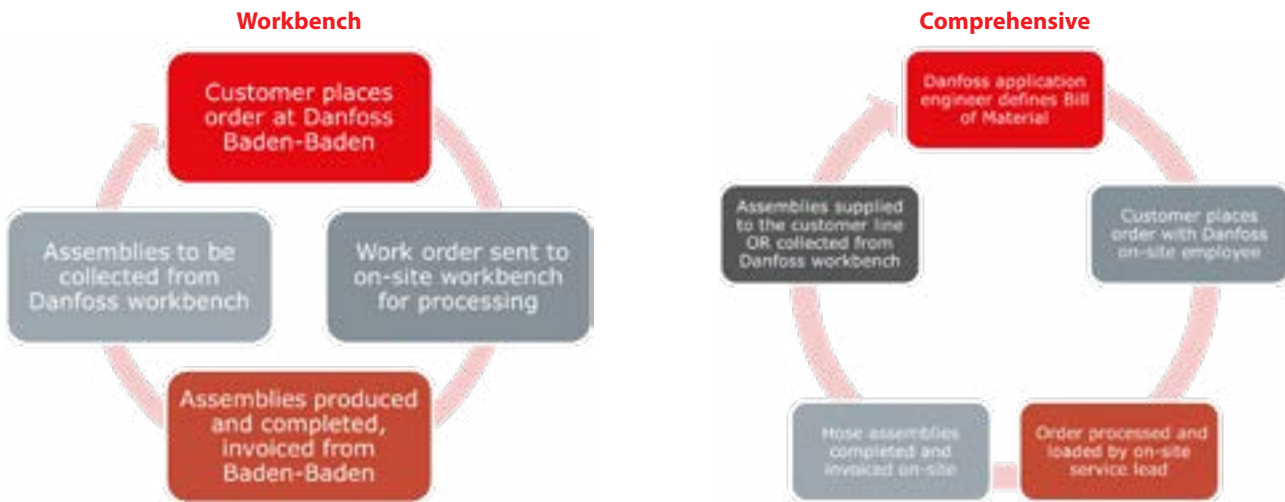 Workbench
Customer places
order at Danfoss
Baden-Baden
Work order sent to
on-site workbench
for processing
Assemblies produced
and completed,
invoiced from
Baden-Baden
Assemblies to be
collected from
Danfoss workbench
Comprehensive
Danfoss application
engineer defines Bill
of Material
Customer places
order with Danfoss
on-site employee
Order processed and
loaded by on-site
service lead
Hose assemblies
completed and
invoiced on-site
Assemblies supplied
to the customer line
OR collected from
Danfoss workbench